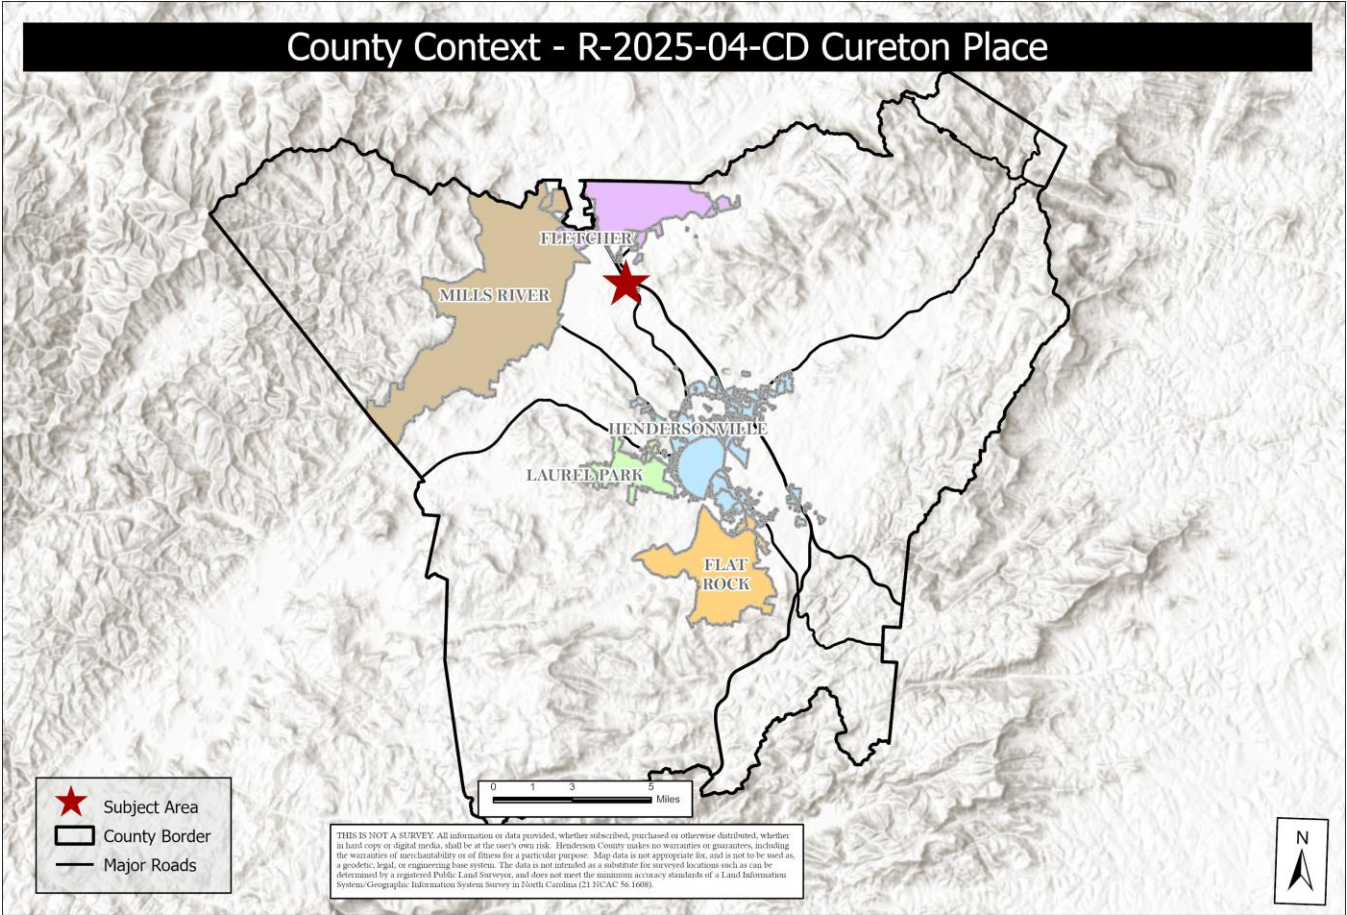 County Context - R-2025-04-CD Cureton Place
FLETCHER
MILLS RIVER
HENDERSONVILLE
LAUREL PARK
FLAT
ROCK
Subject Area
County Border
Major Roads
0 1 3 5
Miles
THIS IS NOT A SURVEY. All information or data provided, whether subscribed, purchased or otherwise distributed, whether
in hard copy or digital media, shall be at the user's own risk. Henderson County makes no warranties or guarantees, including
the warranties of merchantability or of fitness for a particular purpose. Map data is not appropriate for, and is not to be used as,
a geodetic, legal, or engineering base system. The data is not intended as a substitute for surveyed locations such as can be
determined by a registered Public Land Surveyor, and does not meet the minimum accuracy standards of a Land Information
System/Geographic Information System Survey in North Carolina (21 NCAC 56.1608).
N